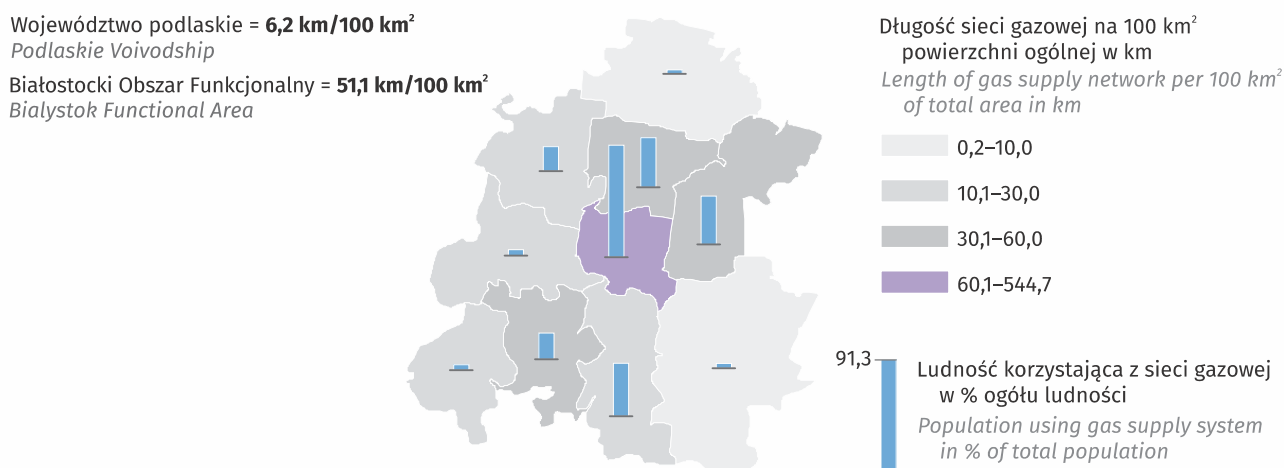 Województwo podlaskie = 6,2 km/100 km²
Podlaskie Voivodship
Białostocki Obszar Funkcjonalny = 51,1 km/100 km²
Bialystok Functional Area
Długość sieci gazowej na 100 km²
powierzchni ogólnej w km
Length of gas supply network per 100 km²
of total area in km
0,2–10,0
10,1–30,0
30,1–60,0
60,1–544,7
91,3
Ludność korzystająca z sieci gazowej
w % ogółu ludności
Population using gas supply system
in % of total population